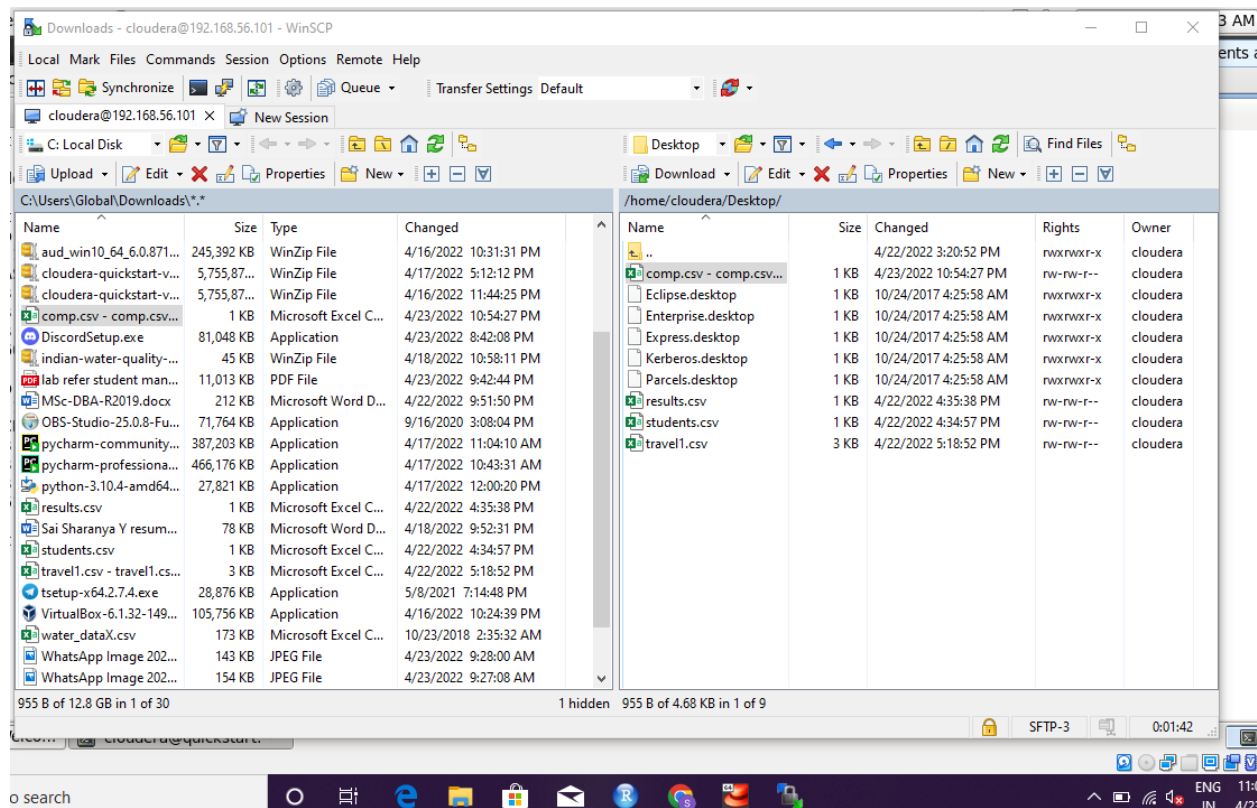 Downloads - cloudera@192.168.56.101 - WinSCP
3 AM
Local Mark Files Commands Session Options Remote Help
Synchronize Queue Transfer Settings Default
cloudera@192.168.56.101 × New Session
C: Local Disk
Upload Edit Properties New
C:\Users\Global\Downloads\*.*
Name Size Type Changed
aud_win10_64_6.0.871... 245,392 KB WinZip File 4/16/2022 10:31:31 PM
cloudera-quickstart-v... 5,755,87... WinZip File 4/17/2022 5:12:12 PM
cloudera-quickstart-v... 5,755,87... WinZip File 4/16/2022 11:44:25 PM
comp.csv - comp.csv... 1 KB Microsoft Excel C... 4/23/2022 10:54:27 PM
DiscordSetup.exe 81,048 KB Application 4/23/2022 8:42:08 PM
indian-water-quality-... 45 KB WinZip File 4/18/2022 10:58:11 PM
lab refer student man... 11,013 KB PDF File 4/23/2022 9:42:44 PM
MSc-DBA-R2019.docx 212 KB Microsoft Word D... 4/22/2022 9:51:50 PM
OBS-Studio-25.0.8-Fu... 71,764 KB Application 9/16/2020 3:08:04 PM
pycharm-community... 387,203 KB Application 4/17/2022 11:04:10 AM
pycharm-professiona... 466,176 KB Application 4/17/2022 10:43:31 AM
python-3.10.4-amd64... 27,821 KB Application 4/17/2022 12:00:20 PM
results.csv 1 KB Microsoft Excel C... 4/22/2022 4:35:38 PM
Sai Sharanya Y resum... 78 KB Microsoft Word D... 4/18/2022 9:52:31 PM
students.csv 1 KB Microsoft Excel C... 4/22/2022 4:34:57 PM
travel1.csv - travel1.cs... 3 KB Microsoft Excel C... 4/22/2022 5:18:52 PM
tsetup-x64.2.7.4.exe 28,876 KB Application 5/8/2021 7:14:48 PM
VirtualBox-6.1.32-149... 105,756 KB Application 4/16/2022 10:24:39 PM
water_dataX.csv 173 KB Microsoft Excel C... 10/23/2018 2:35:32 AM
WhatsApp Image 202... 143 KB JPEG File 4/23/2022 9:28:00 AM
WhatsApp Image 202... 154 KB JPEG File 4/23/2022 9:27:08 AM
955 B of 12.8 GB in 1 of 30 1 hidden
Desktop Find Files
Download Edit Properties New
/home/cloudera/Desktop/
Name Size Changed Rights Owner
.. 4/22/2022 3:20:52 PM rwxrwxr-x cloudera
comp.csv - comp.csv... 1 KB 4/23/2022 10:54:27 PM rw-rw-r-- cloudera
Eclipse.desktop 1 KB 10/24/2017 4:25:58 AM rwxrwxr-x cloudera
Enterprise.desktop 1 KB 10/24/2017 4:25:58 AM rwxrwxr-x cloudera
Express.desktop 1 KB 10/24/2017 4:25:58 AM rwxrwxr-x cloudera
Kerberos.desktop 1 KB 10/24/2017 4:25:58 AM rwxrwxr-x cloudera
Parcels.desktop 1 KB 10/24/2017 4:25:58 AM rwxrwxr-x cloudera
results.csv 1 KB 4/22/2022 4:35:38 PM rw-rw-r-- cloudera
students.csv 1 KB 4/22/2022 4:34:57 PM rw-rw-r-- cloudera
travel1.csv 3 KB 4/22/2022 5:18:52 PM rw-rw-r-- cloudera
955 B of 4.68 KB in 1 of 9
SFTP-3 0:01:42
cloudera@quickstart:
o search
ENG
IN